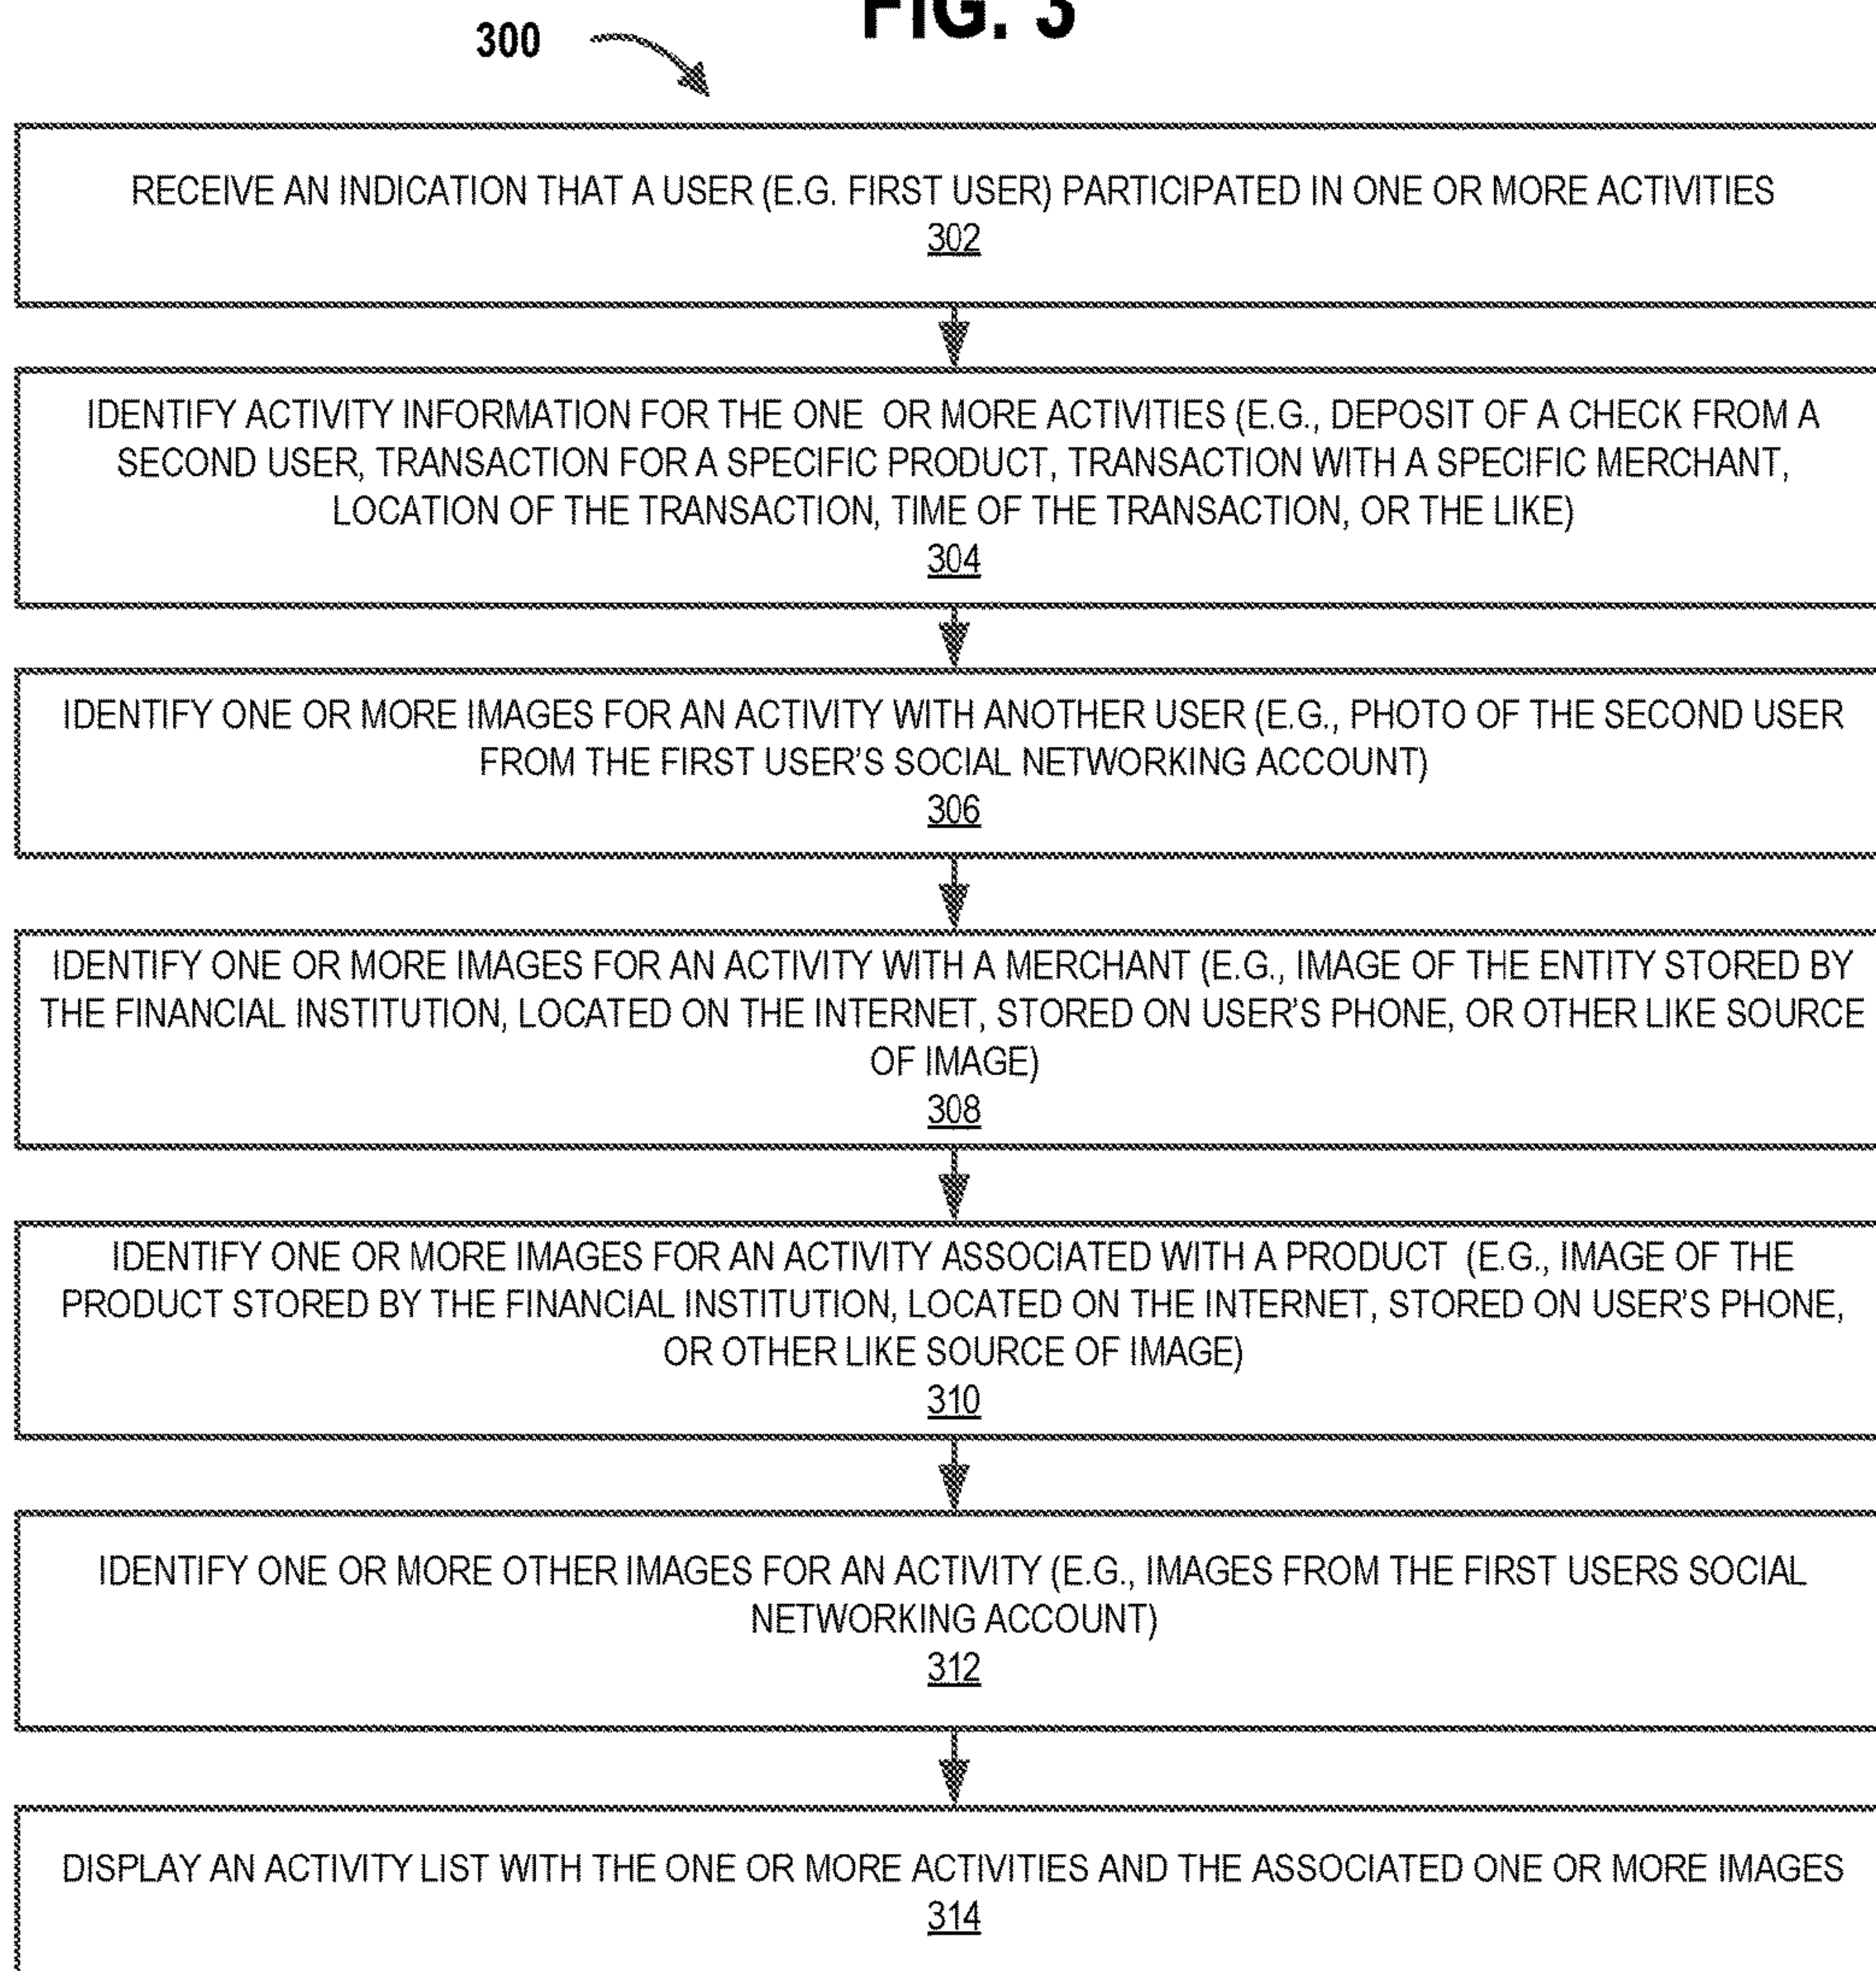 FIG. 3
300
RECEIVE AN INDICATION THAT A USER (E.G. FIRST USER) PARTICIPATED IN ONE OR MORE ACTIVITIES
302
IDENTIFY ACTIVITY INFORMATION FOR THE ONE OR MORE ACTIVITIES (E.G., DEPOSIT OF A CHECK FROM A
SECOND USER, TRANSACTION FOR A SPECIFIC PRODUCT, TRANSACTION WITH A SPECIFIC MERCHANT,
LOCATION OF THE TRANSACTION, TIME OF THE TRANSACTION, OR THE LIKE)
304
IDENTIFY ONE OR MORE IMAGES FOR AN ACTIVITY WITH ANOTHER USER (E.G., PHOTO OF THE SECOND USER
FROM THE FIRST USER'S SOCIAL NETWORKING ACCOUNT)
306
IDENTIFY ONE OR MORE IMAGES FOR AN ACTIVITY WITH A MERCHANT (E.G., IMAGE OF THE ENTITY STORED BY
THE FINANCIAL INSTITUTION, LOCATED ON THE INTERNET, STORED ON USER'S PHONE, OR OTHER LIKE SOURCE
OF IMAGE)
308
IDENTIFY ONE OR MORE IMAGES FOR AN ACTIVITY ASSOCIATED WITH A PRODUCT (E.G., IMAGE OF THE
PRODUCT STORED BY THE FINANCIAL INSTITUTION, LOCATED ON THE INTERNET, STORED ON USER'S PHONE,
OR OTHER LIKE SOURCE OF IMAGE)
310
IDENTIFY ONE OR MORE OTHER IMAGES FOR AN ACTIVITY (E.G., IMAGES FROM THE FIRST USERS SOCIAL
NETWORKING ACCOUNT)
312
DISPLAY AN ACTIVITY LIST WITH THE ONE OR MORE ACTIVITIES AND THE ASSOCIATED ONE OR MORE IMAGES
314